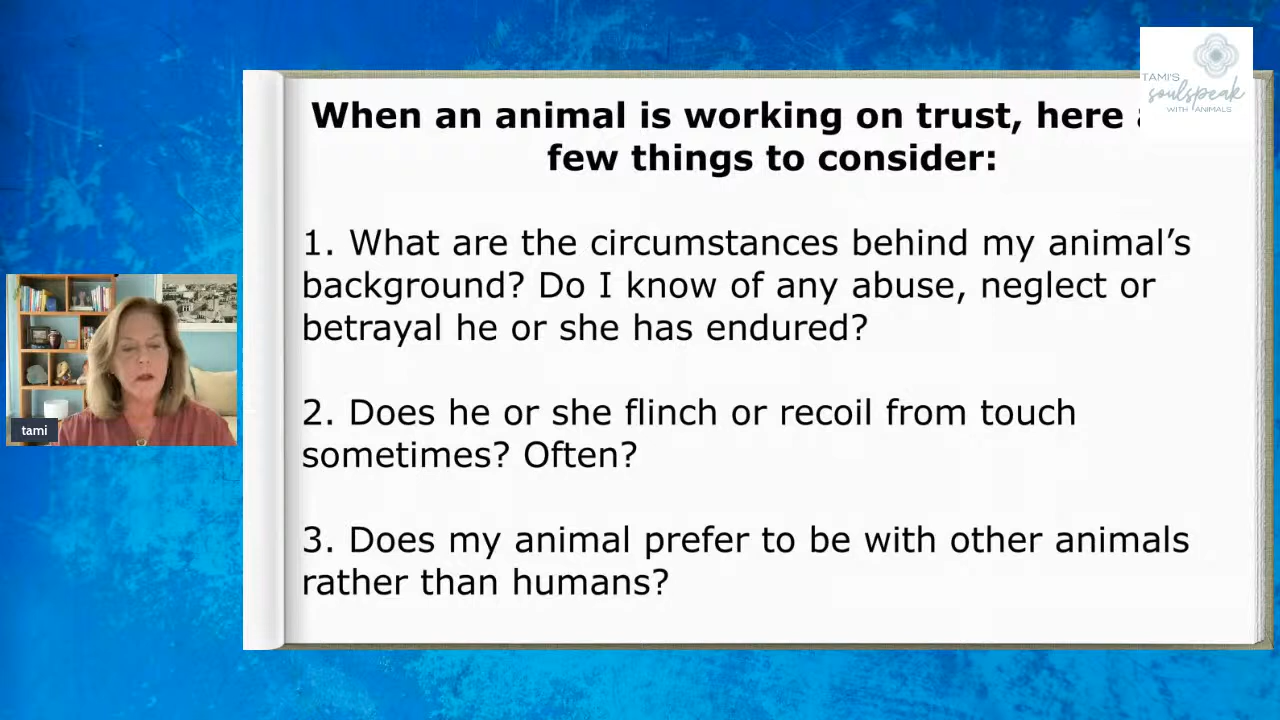 TAMI'S
soulspeak
WITH ANIMALS
When an animal is working on trust, here
few things to consider:
1. What are the circumstances behind my animal’s
background? Do I know of any abuse, neglect or
betrayal he or she has endured?
2. Does he or she flinch or recoil from touch
sometimes? Often?
3. Does my animal prefer to be with other animals
rather than humans?
tami